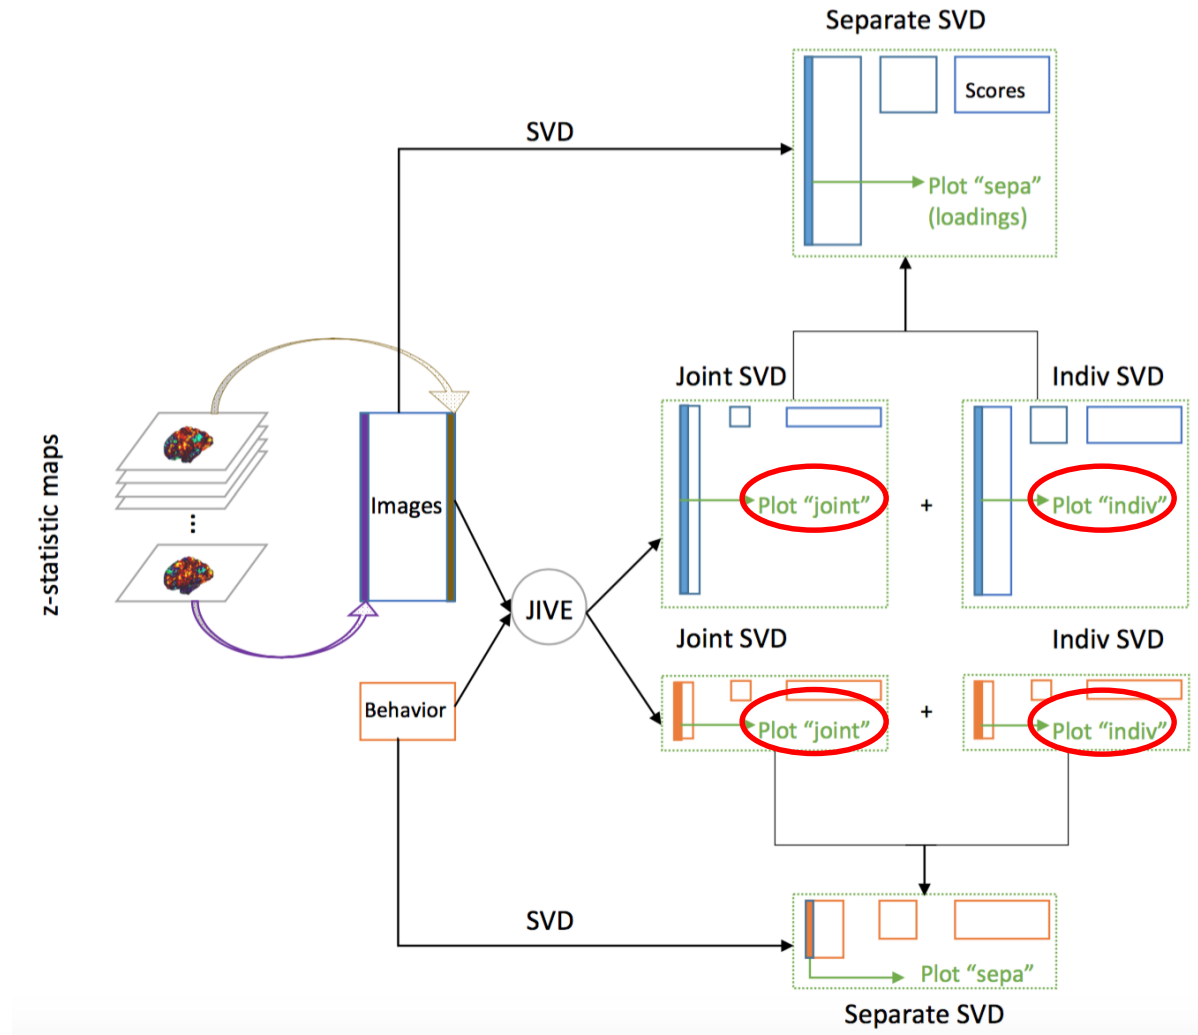 Separate SVD
Scores
SVD
Plot “sepa”
(loadings)
Joint SVD
Indiv SVD
z-statistic maps
...
Images
Plot “joint”
+
Plot “indiv”
JIVE
Joint SVD
Indiv SVD
Behavior
Plot “joint”
+
Plot “indiv”
SVD
Plot “sepa”
Separate SVD